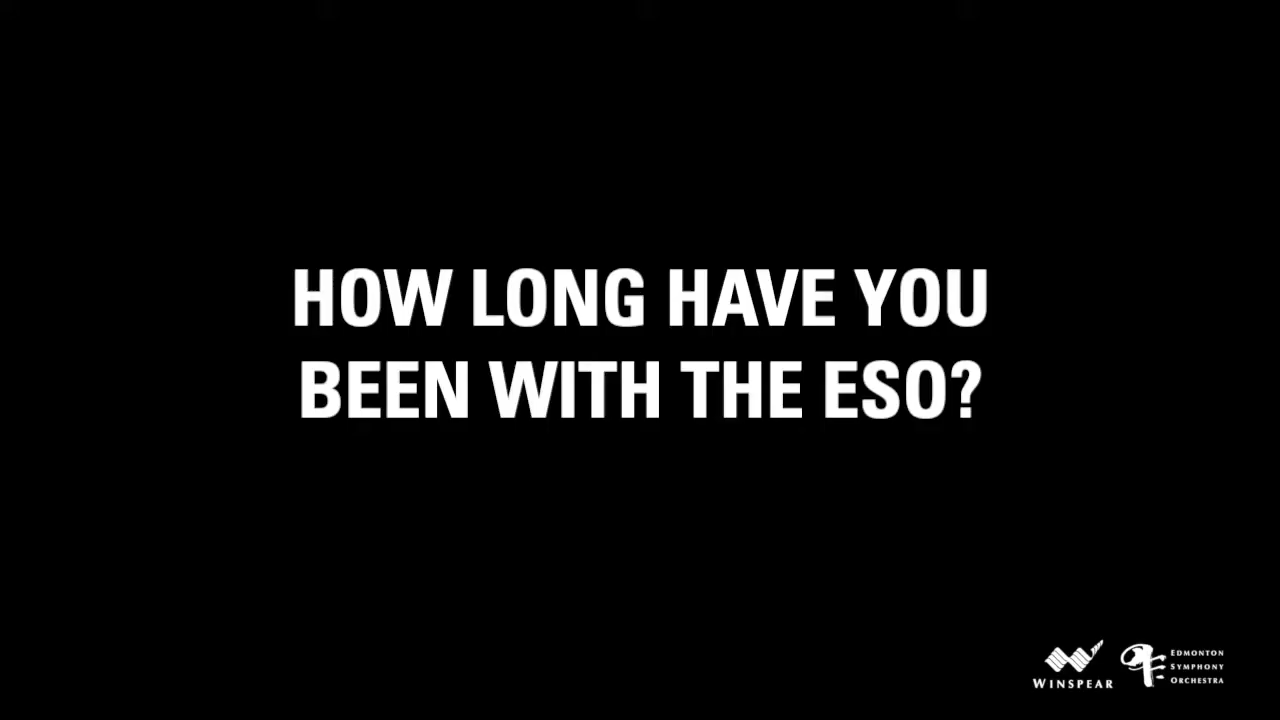 HOW LONG HAVE YOU
BEEN WITH THE ESO?
WINSPEAR
EDMONTON
SYMPHONY
ORCHESTRA